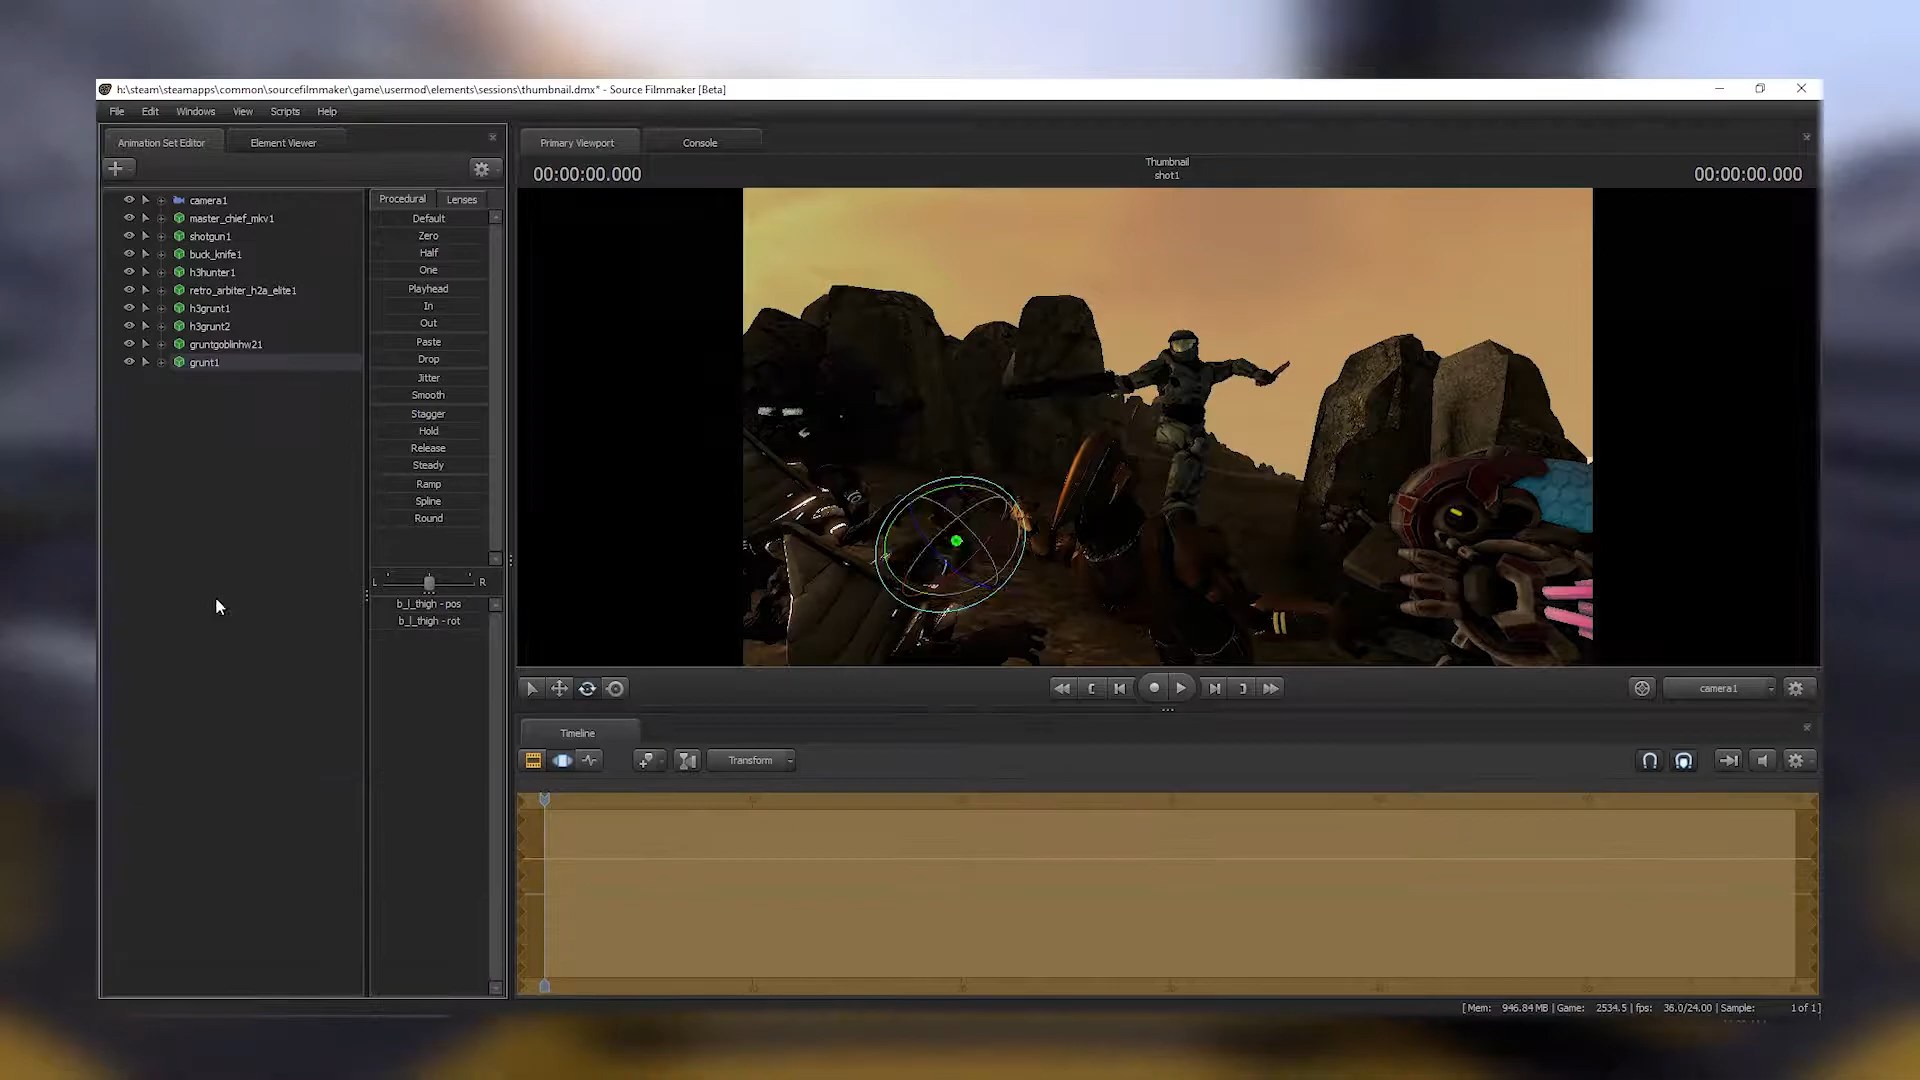 h:\steam\steamapps\common\sourcefilmmaker\game\usermod\elements\sessions\thumbnail.dmx* - Source Filmmaker [Beta]
File Edit Windows View Scripts Help
Animation Set Editor Element Viewer
Primary Viewport Console
00:00:00.000
Thumbnail
shot1
00:00:00.000
camera1
master_chief_mkv1
shotgun1
buck_knife1
h3hunter1
retro_arbiter_h2a_elite1
h3grunt1
h3grunt2
gruntgoblinhw21
grunt1
Procedural Lenses
Default
Zero
Half
One
Playhead
In
Out
Paste
Drop
Jitter
Smooth
Stagger
Hold
Release
Steady
Ramp
Spline
Round
L R
b_l_thigh - pos
b_l_thigh - rot
camera1
Timeline
Transform
[ Mem: 946.84 MB | Game: 2534.5 | fps: 36.0/24.00 | Sample: 1 of 1 ]